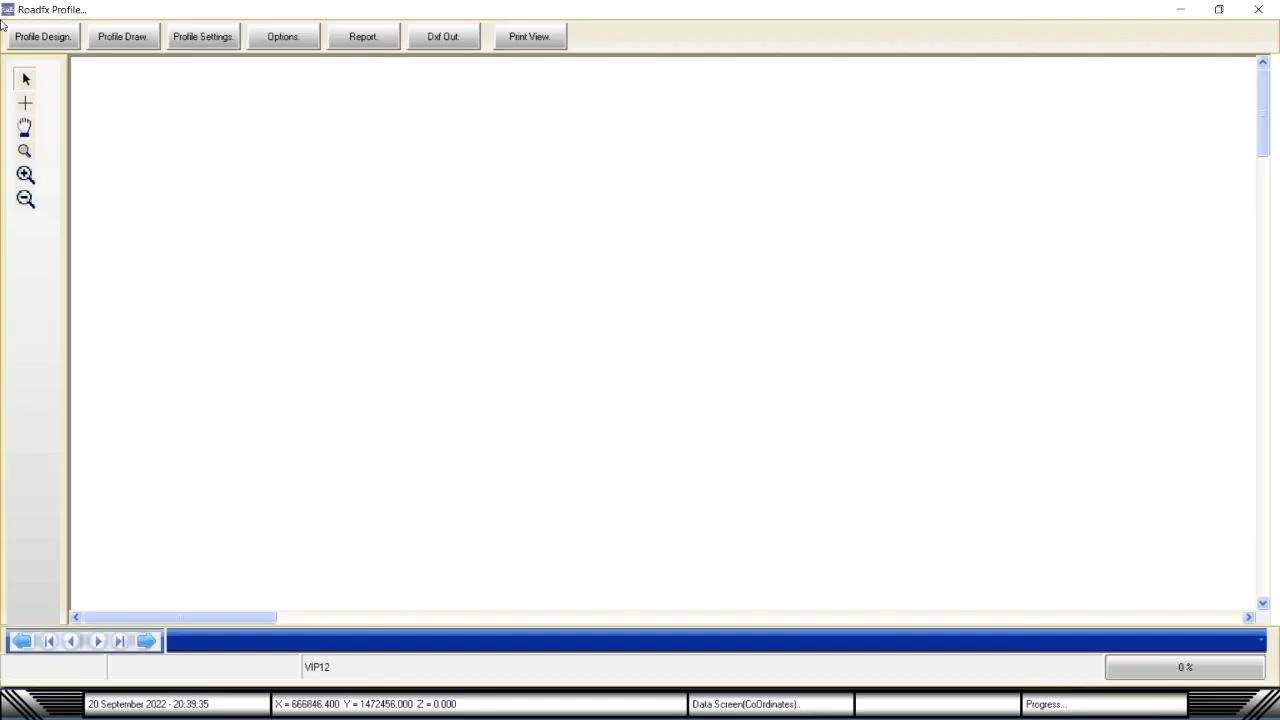 Roadfx Profile...
Profile Design. Profile Draw. Profile Settings. Options. Report. Dxf Out. Print View.
VIP12
0 %
20 September 2022 - 20:39:35 X = 666846.400 Y = 1472456.000 Z = 0.000 Data Screen(CoOrdinates).. Progress...